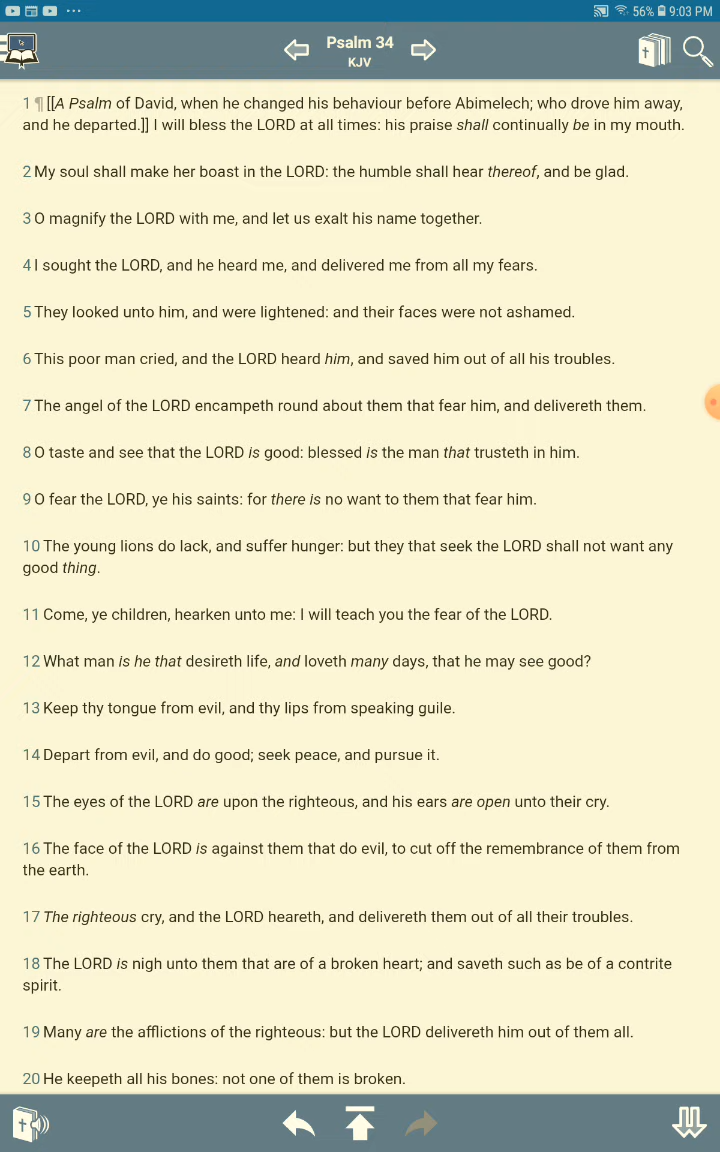 56% 9:03 PM
Psalm 34
KJV
1 ¶ [[A Psalm of David, when he changed his behaviour before Abimelech; who drove him away,
and he departed.]] I will bless the LORD at all times: his praise shall continually be in my mouth.
2 My soul shall make her boast in the LORD: the humble shall hear thereof, and be glad.
3 O magnify the LORD with me, and let us exalt his name together.
4 I sought the LORD, and he heard me, and delivered me from all my fears.
5 They looked unto him, and were lightened: and their faces were not ashamed.
6 This poor man cried, and the LORD heard him, and saved him out of all his troubles.
7 The angel of the LORD encampeth round about them that fear him, and delivereth them.
8 O taste and see that the LORD is good: blessed is the man that trusteth in him.
9 O fear the LORD, ye his saints: for there is no want to them that fear him.
10 The young lions do lack, and suffer hunger: but they that seek the LORD shall not want any
good thing.
11 Come, ye children, hearken unto me: I will teach you the fear of the LORD.
12 What man is he that desireth life, and loveth many days, that he may see good?
13 Keep thy tongue from evil, and thy lips from speaking guile.
14 Depart from evil, and do good; seek peace, and pursue it.
15 The eyes of the LORD are upon the righteous, and his ears are open unto their cry.
16 The face of the LORD is against them that do evil, to cut off the remembrance of them from
the earth.
17 The righteous cry, and the LORD heareth, and delivereth them out of all their troubles.
18 The LORD is nigh unto them that are of a broken heart; and saveth such as be of a contrite
spirit.
19 Many are the afflictions of the righteous: but the LORD delivereth him out of them all.
20 He keepeth all his bones: not one of them is broken.